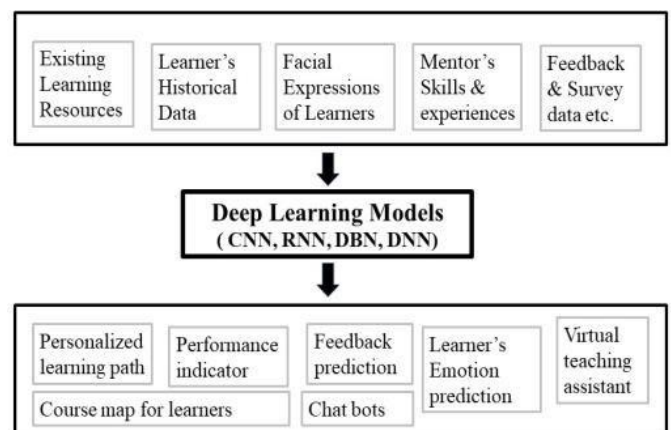 Existing
Learning
Resources
Learner's
Historical
Data
Facial
Expressions
of Learners
Mentor's
Skills &
experiences
Feedback
& Survey
data etc.
Deep Learning Models
( CNN, RNN, DBN, DNN)
Personalized
learning path
Performance
indicator
Feedback
prediction
Learner's
Emotion
prediction
Virtual
teaching
assistant
Course map for learners
Chat bots